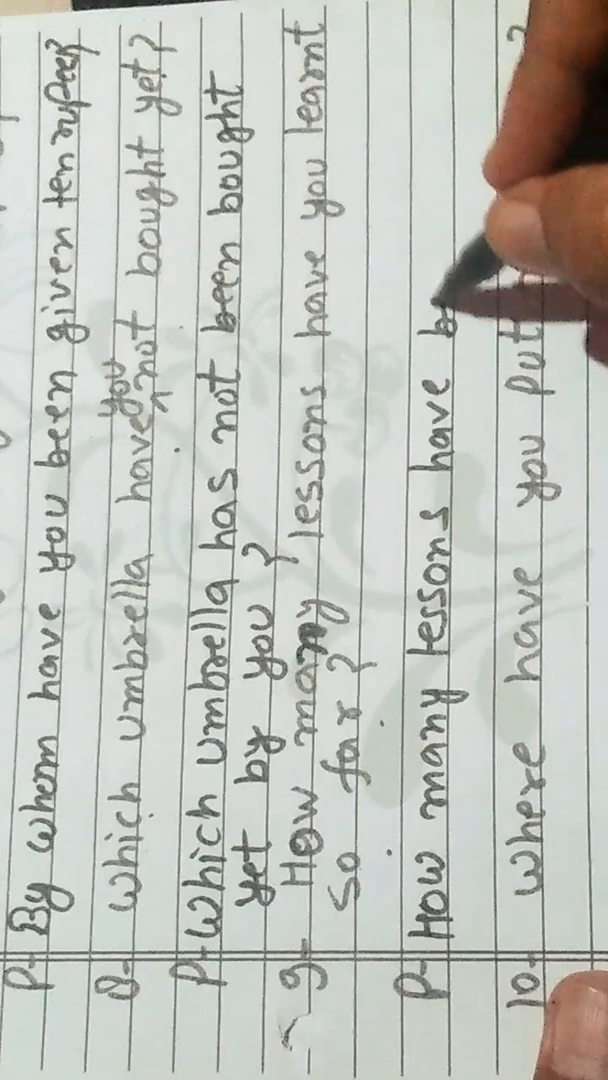 P- By whom have you been given ten rupees?
8- which umbrella have you not bought yet?
P- Which umbrella has not been bought
yet by you?
9- How many lessons have you learnt
so far?
P- How many lessons have b
10- where have you put ?